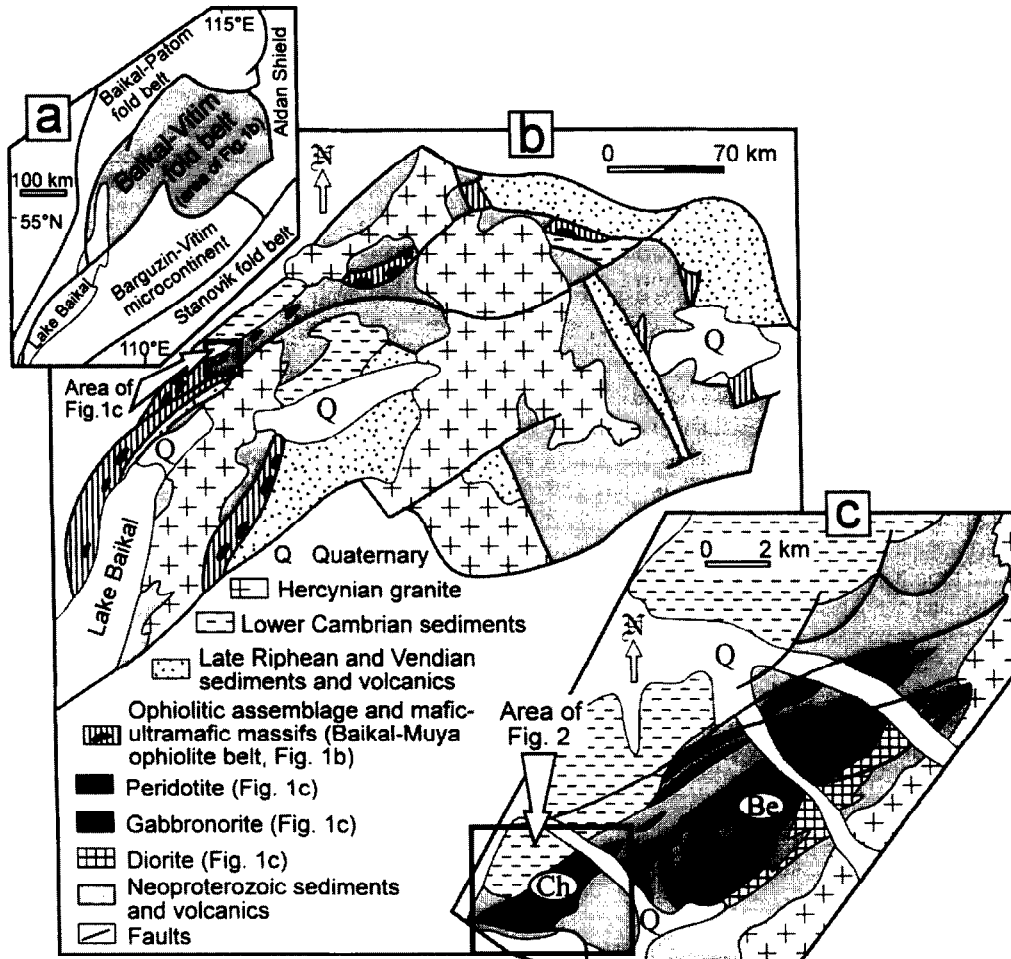 115°E
Baikal-Patom
fold belt
Aldan Shield
a
Baikal-Vitim
fold belt
(area of Fig.1b)
100 km
55°N
Barguzin-Vitim
microcontinent
Stanovik fold belt
Lake Baikal
110°E
b
N
0 70 km
Area of
Fig.1c
Q
Q
Q
Lake Baikal
Q Quaternary
Hercynian granite
Lower Cambrian sediments
Late Riphean and Vendian
sediments and volcanics
Ophiolitic assemblage and mafic-
ultramafic massifs (Baikal-Muya
ophiolite belt, Fig. 1b)
Peridotite (Fig. 1c)
Gabbronorite (Fig. 1c)
Diorite (Fig. 1c)
Neoproterozoic sediments
and volcanics
Faults
c
0 2 km
N
Q
Area of
Fig. 2
Be
Ch
Q